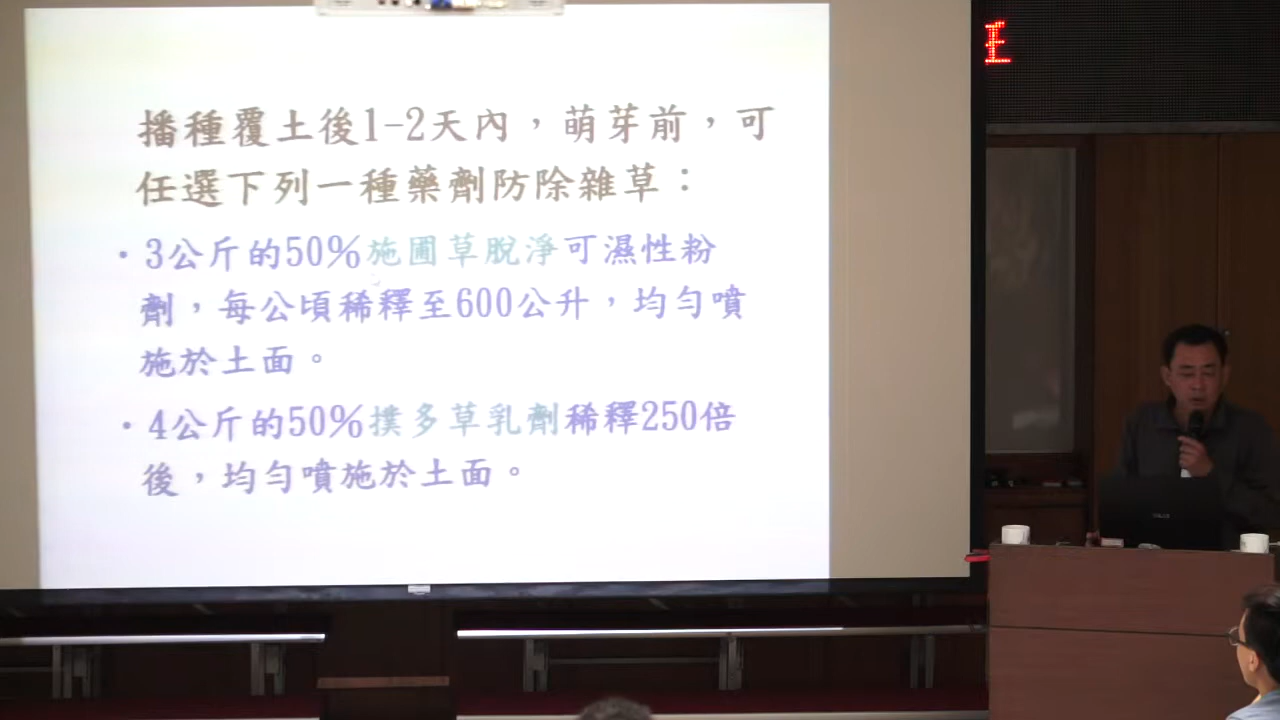 播種覆土後1-2天內，萌芽前，可
任選下列一種藥劑防除雜草：
·3公斤的50%施圃草脫淨可濕性粉
劑，每公頃稀釋至600公升，均勻噴
施於土面。
·4公斤的50%撲多草乳劑稀釋250倍
後，均勻噴施於土面。